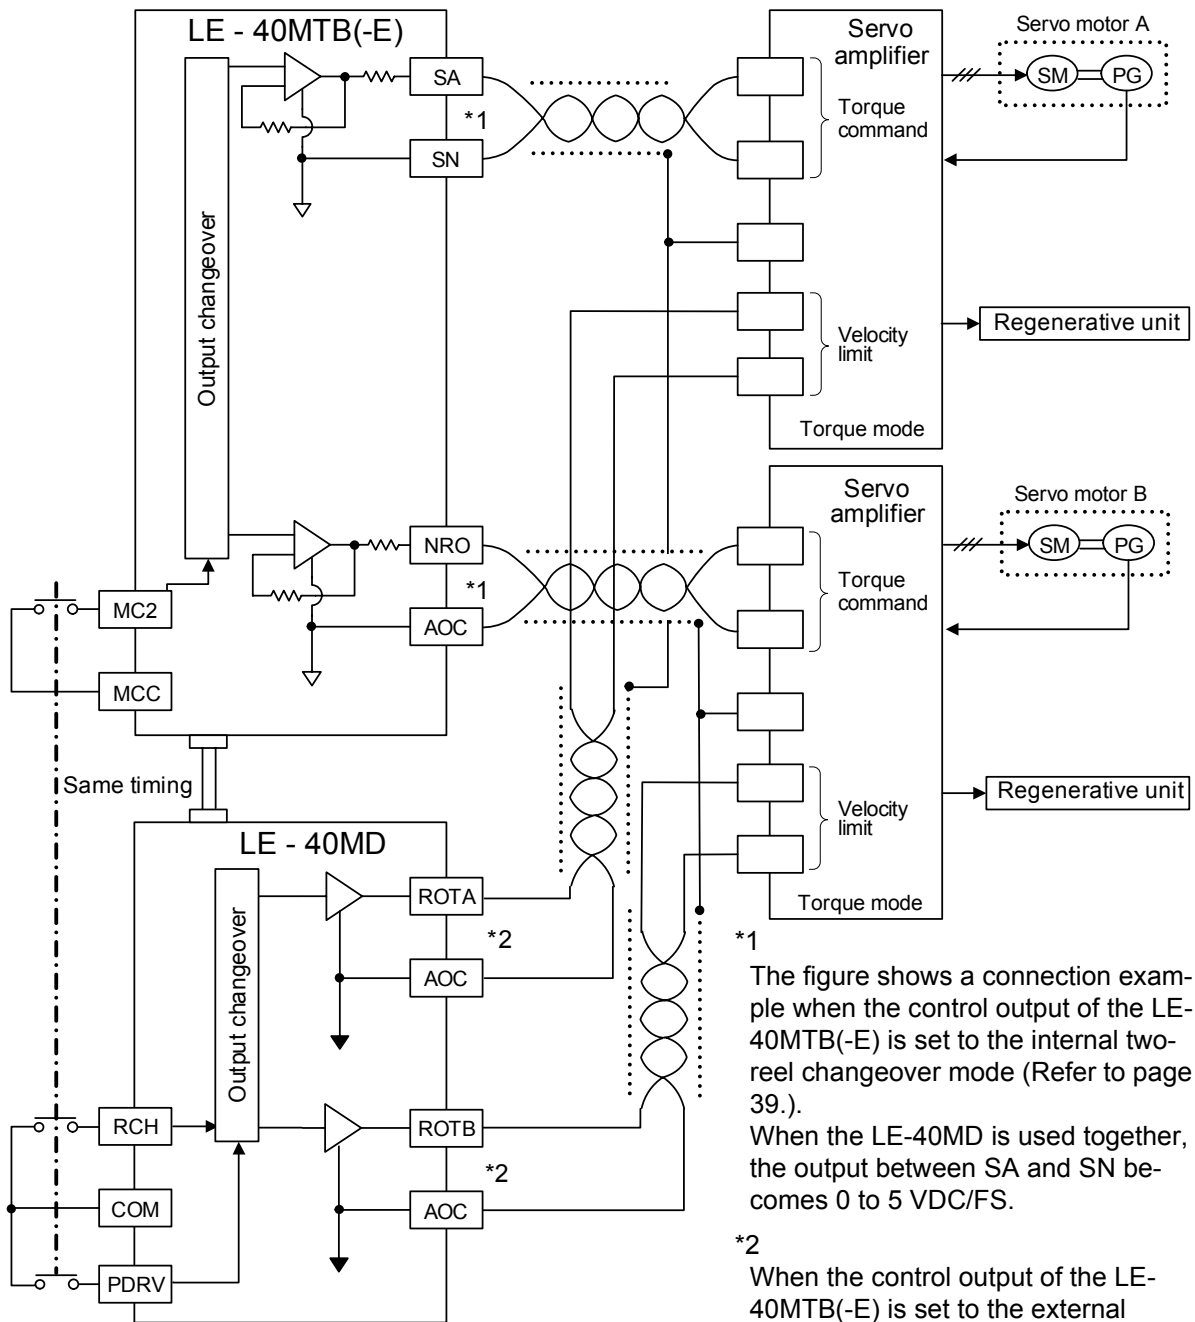 LE - 40MTB(-E)
Output changeover
SA
*1
SN
NRO
*1
AOC
MC2
MCC
Same timing
LE - 40MD
Output changeover
ROTA
*2
AOC
RCH
ROTB
*2
COM
AOC
PDRV
Servo
amplifier
Torque
command
Velocity
limit
Torque mode
Servo motor A
SM
PG
Regenerative unit
Servo
amplifier
Torque
command
Velocity
limit
Torque mode
Servo motor B
SM
PG
Regenerative unit
*1
The figure shows a connection exam-
ple when the control output of the LE-
40MTB(-E) is set to the internal two-
reel changeover mode (Refer to page
39.).
When the LE-40MD is used together,
the output between SA and SN be-
comes 0 to 5 VDC/FS.
*2
When the control output of the LE-
40MTB(-E) is set to the external